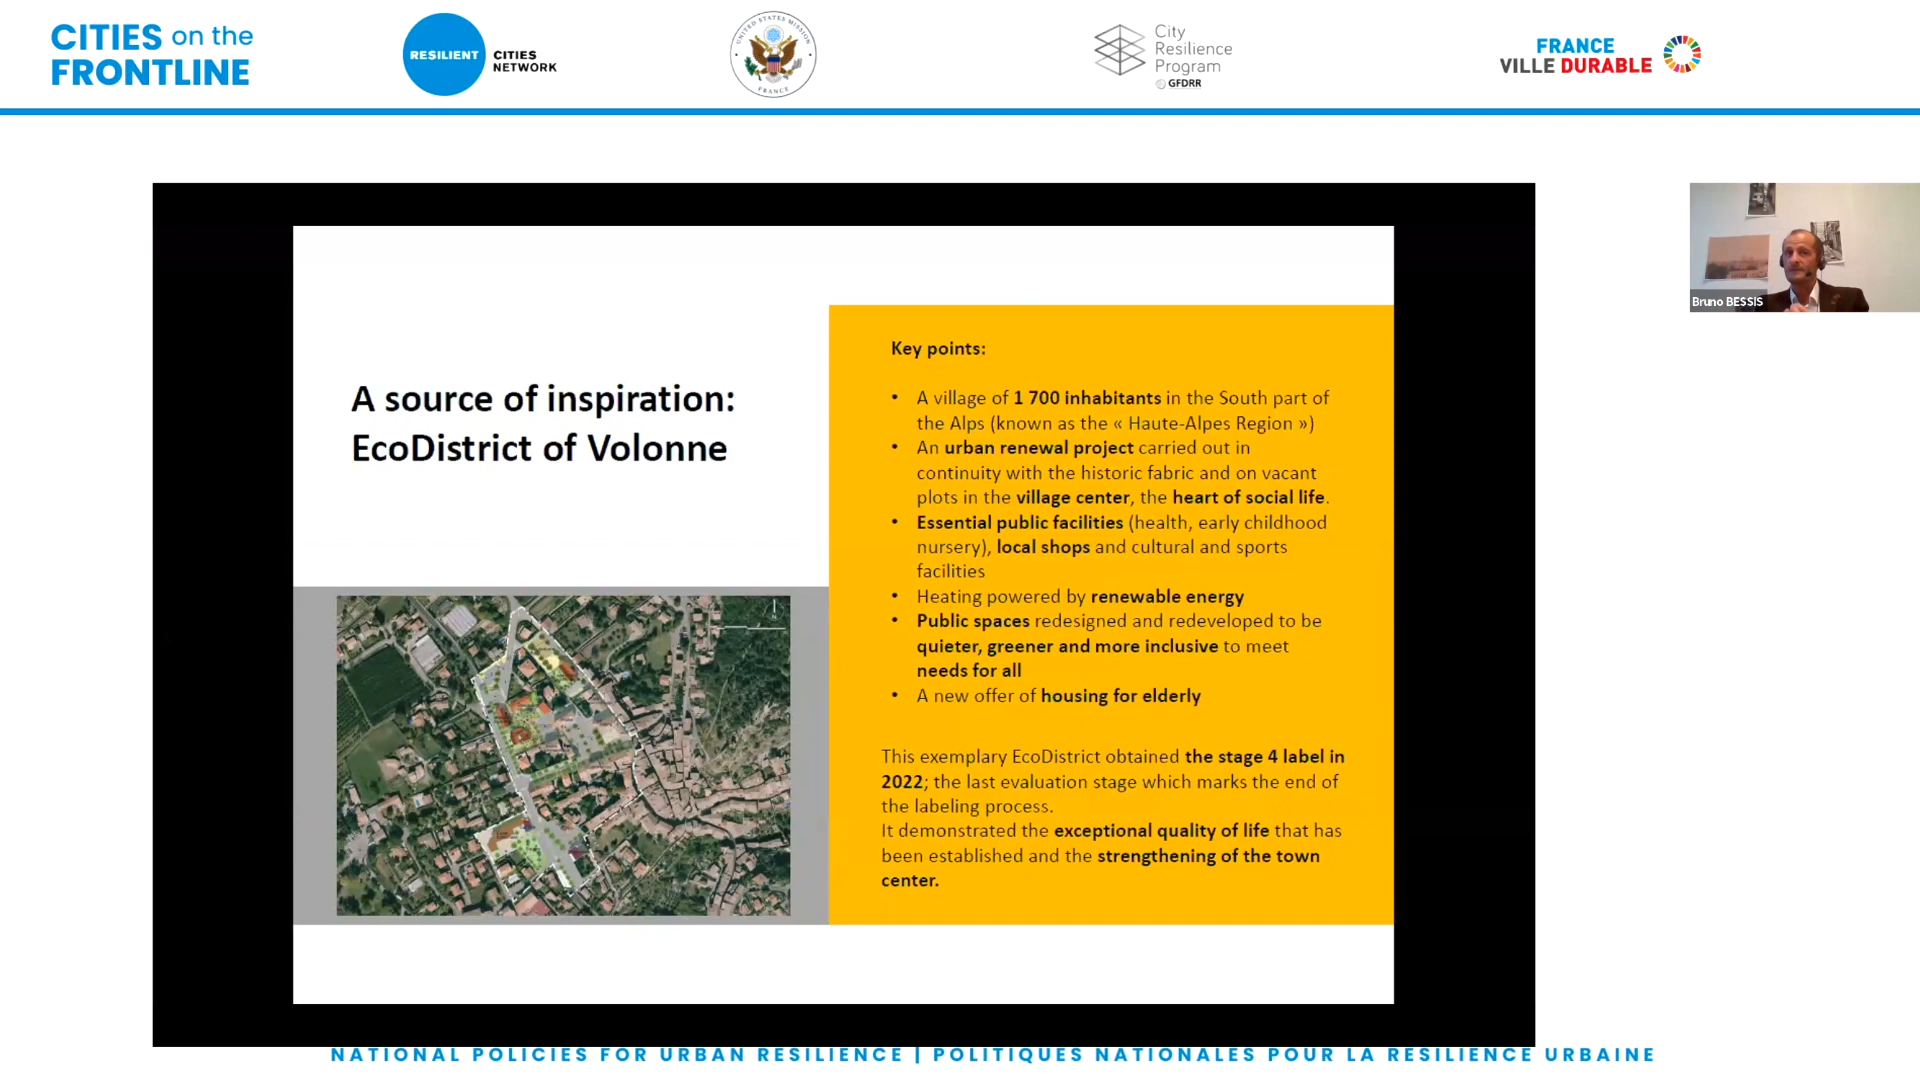 CITIES on the
FRONTLINE
RESILIENT CITIES
NETWORK
UNITED STATES MISSION
FRANCE
City
Resilience
Program
GFDRR
FRANCE
VILLE DURABLE
Bruno BESSIS
A source of inspiration:
EcoDistrict of Volonne
Key points:
• A village of 1 700 inhabitants in the South part of
the Alps (known as the « Haute-Alpes Region »)
• An urban renewal project carried out in
continuity with the historic fabric and on vacant
plots in the village center, the heart of social life.
• Essential public facilities (health, early childhood
nursery), local shops and cultural and sports
facilities
• Heating powered by renewable energy
• Public spaces redesigned and redeveloped to be
quieter, greener and more inclusive to meet
needs for all
• A new offer of housing for elderly
This exemplary EcoDistrict obtained the stage 4 label in
2022; the last evaluation stage which marks the end of
the labeling process.
It demonstrated the exceptional quality of life that has
been established and the strengthening of the town
center.
NATIONAL POLICIES FOR URBAN RESILIENCE | POLITIQUES NATIONALES POUR LA RESILIENCE URBAINE